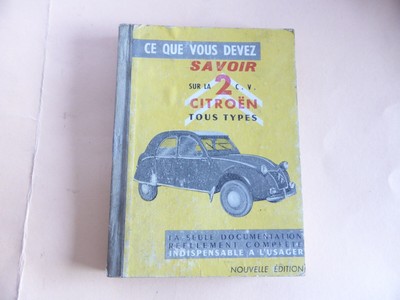 CE QUE VOUS DEVEZ
SAVOIR
SUR LA 2 C.V.
CITROËN
TOUS TYPES
LA SEULE DOCUMENTATION
RÉELLEMENT COMPLÈTE
INDISPENSABLE A L'USAGER
NOUVELLE ÉDITION